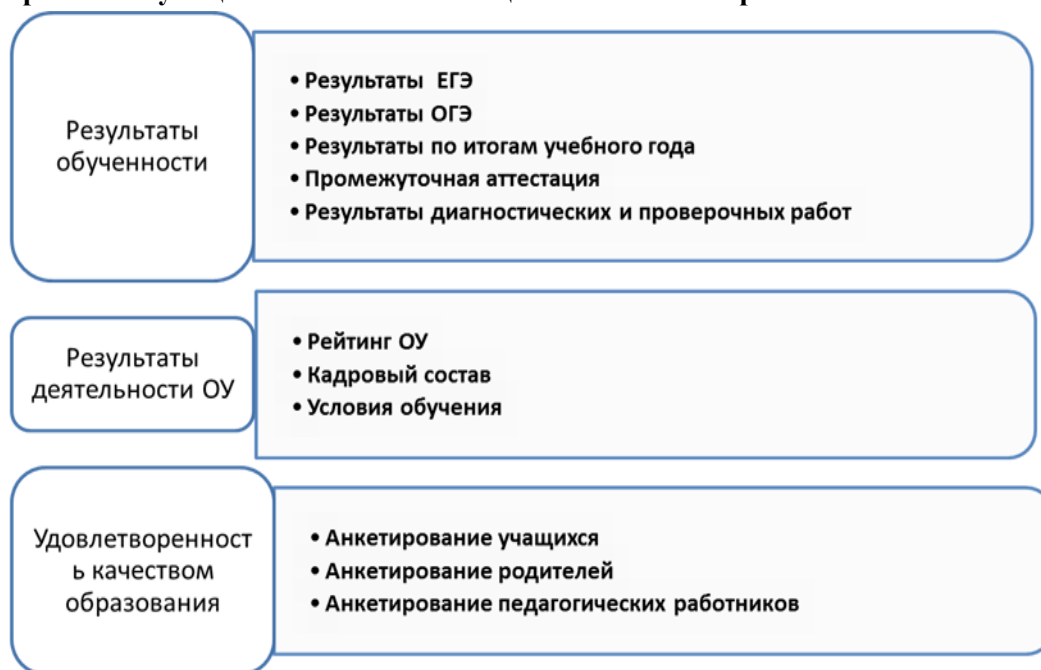 Результаты
обученности
• Результаты ЕГЭ
• Результаты ОГЭ
• Результаты по итогам учебного года
• Промежуточная аттестация
• Результаты диагностических и проверочных работ
Результаты
деятельности ОУ
• Рейтинг ОУ
• Кадровый состав
• Условия обучения
Удовлетворенност
ь качеством
образования
• Анкетирование учащихся
• Анкетирование родителей
• Анкетирование педагогических работников